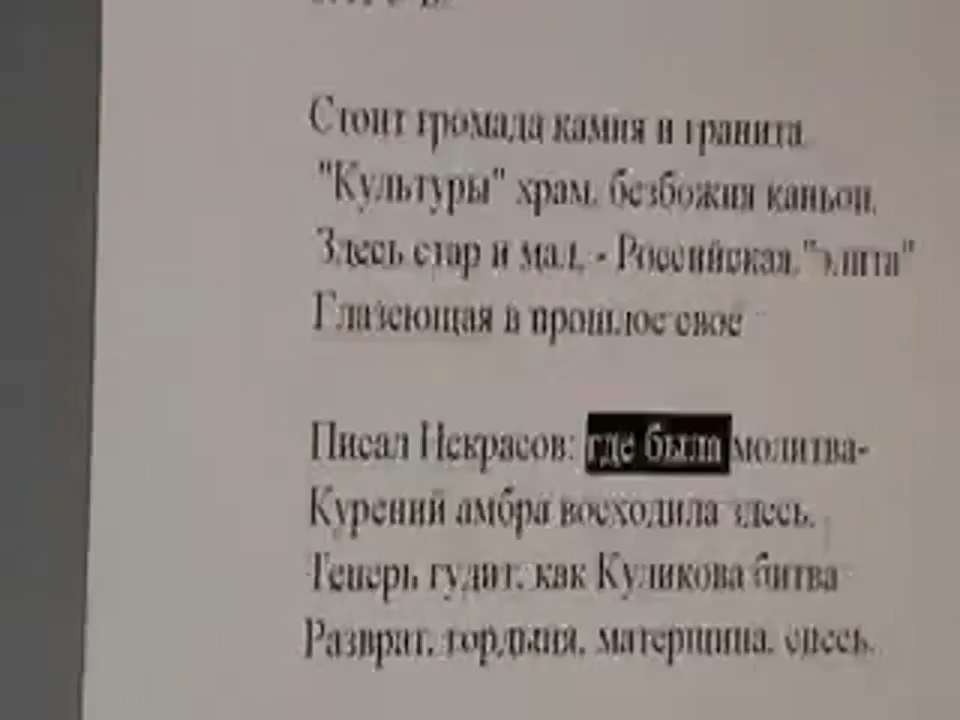 Стоит громада камня и гранита.
"Культуры" храм, безбожия каньон,
Здесь стар и мал, - Российская,"элита"
Глазеющая в прошлое свое

Писал Некрасов: где была молитва-
Курений амбра восходила здесь,
Теперь гудит, как Куликова битва
Разврат, гордыня, матерщина, спесь.